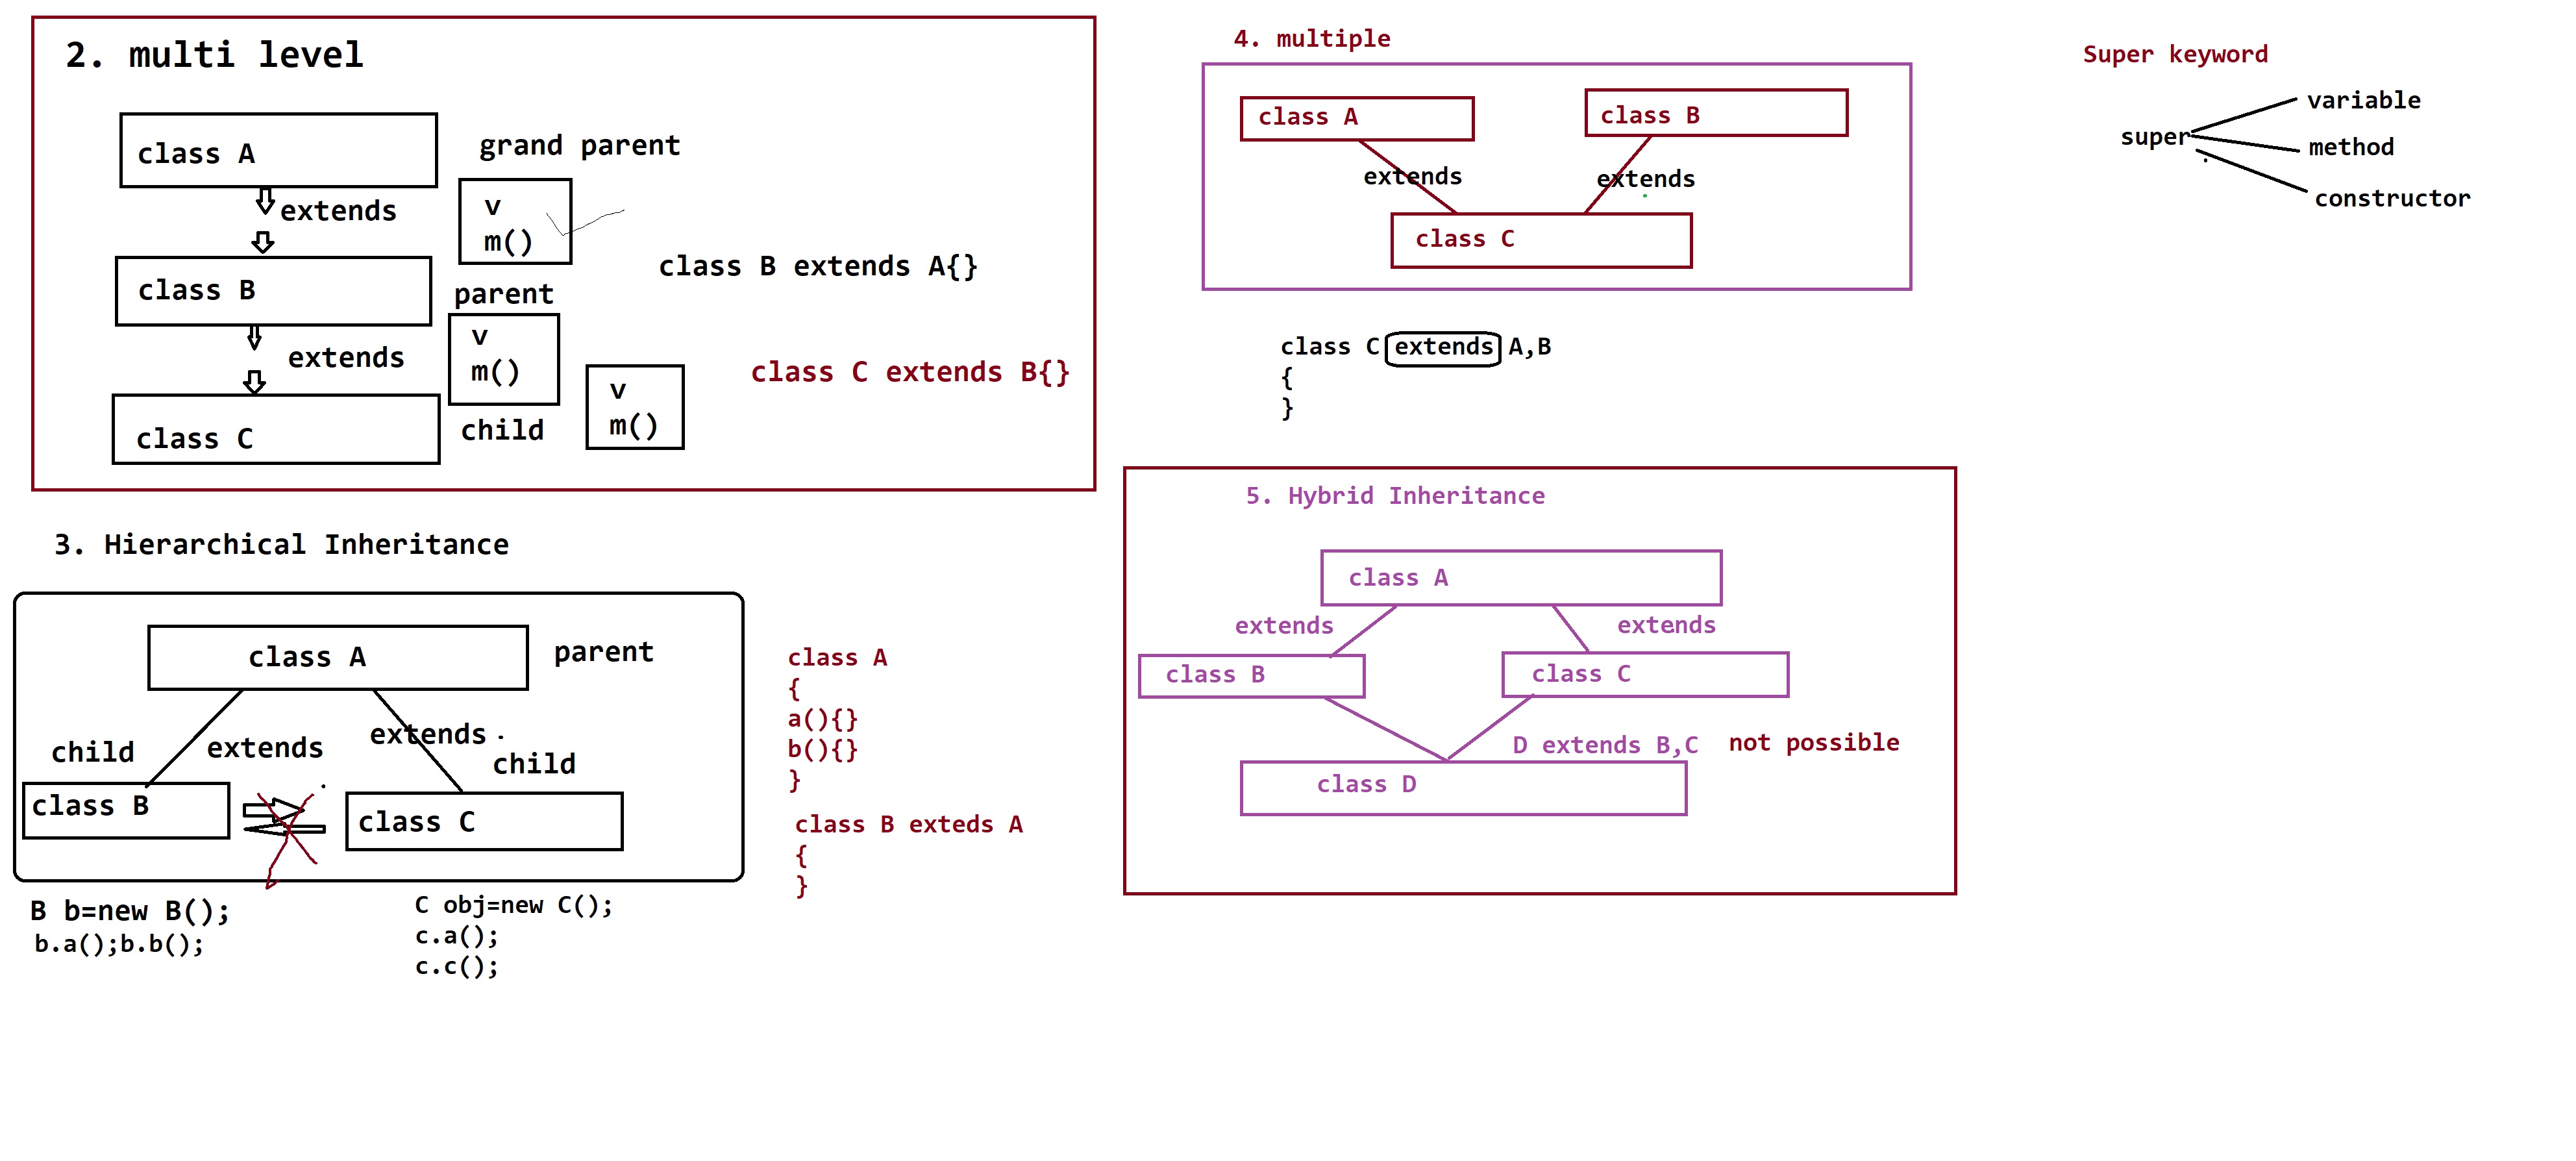 2. multi level
class A
grand parent
extends
v
m()
class B
class B extends A{}
parent
extends
v
m()
class C extends B{}
class C
child
v
m()
3. Hierarchical Inheritance
class A
parent
child
extends
extends
child
class B
class C
B b=new B();
b.a();b.b();
C obj=new C();
c.a();
c.c();
class A
{
a(){}
b(){}
}
class B exteds A
{
}
4. multiple
class A
class B
extends
extends
class C
class C extends A,B
{
}
5. Hybrid Inheritance
class A
extends
extends
class B
class C
D extends B,C not possible
class D
Super keyword
super
variable
method
constructor